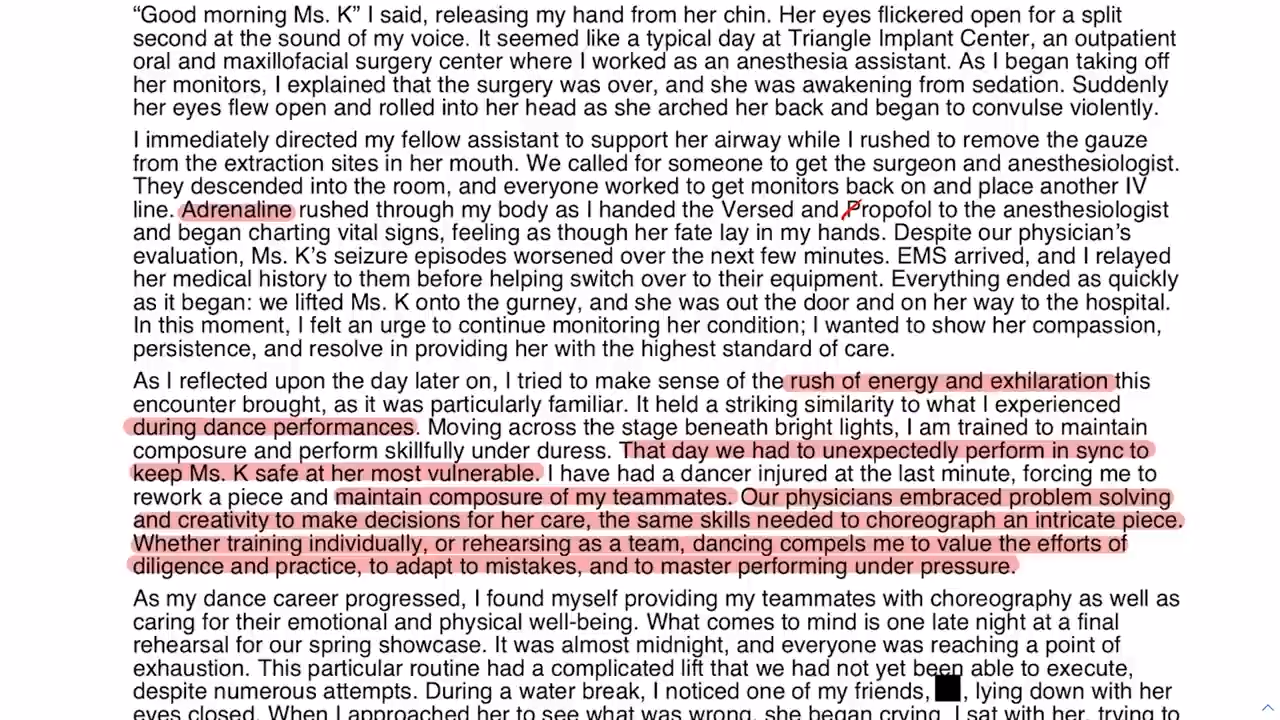 “Good morning Ms. K” I said, releasing my hand from her chin. Her eyes flickered open for a split
second at the sound of my voice. It seemed like a typical day at Triangle Implant Center, an outpatient
oral and maxillofacial surgery center where I worked as an anesthesia assistant. As I began taking off
her monitors, I explained that the surgery was over, and she was awakening from sedation. Suddenly
her eyes flew open and rolled into her head as she arched her back and began to convulse violently.
I immediately directed my fellow assistant to support her airway while I rushed to remove the gauze
from the extraction sites in her mouth. We called for someone to get the surgeon and anesthesiologist.
They descended into the room, and everyone worked to get monitors back on and place another IV
line. Adrenaline rushed through my body as I handed the Versed and Propofol to the anesthesiologist
and began charting vital signs, feeling as though her fate lay in my hands. Despite our physician’s
evaluation, Ms. K’s seizure episodes worsened over the next few minutes. EMS arrived, and I relayed
her medical history to them before helping switch over to their equipment. Everything ended as quickly
as it began: we lifted Ms. K onto the gurney, and she was out the door and on her way to the hospital.
In this moment, I felt an urge to continue monitoring her condition; I wanted to show her compassion,
persistence, and resolve in providing her with the highest standard of care.
As I reflected upon the day later on, I tried to make sense of the rush of energy and exhilaration this
encounter brought, as it was particularly familiar. It held a striking similarity to what I experienced
during dance performances. Moving across the stage beneath bright lights, I am trained to maintain
composure and perform skillfully under duress. That day we had to unexpectedly perform in sync to
keep Ms. K safe at her most vulnerable. I have had a dancer injured at the last minute, forcing me to
rework a piece and maintain composure of my teammates. Our physicians embraced problem solving
and creativity to make decisions for her care, the same skills needed to choreograph an intricate piece.
Whether training individually, or rehearsing as a team, dancing compels me to value the efforts of
diligence and practice, to adapt to mistakes, and to master performing under pressure.
As my dance career progressed, I found myself providing my teammates with choreography as well as
caring for their emotional and physical well-being. What comes to mind is one late night at a final
rehearsal for our spring showcase. It was almost midnight, and everyone was reaching a point of
exhaustion. This particular routine had a complicated lift that we had not yet been able to execute,
despite numerous attempts. During a water break, I noticed one of my friends, , lying down with her
eyes closed. When I approached her to see what was wrong, she began crying. I sat with her, trying to